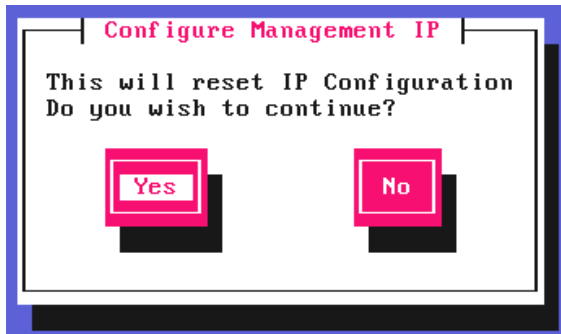 Configure Management IP
This will reset IP Configuration
Do you wish to continue?
Yes
No